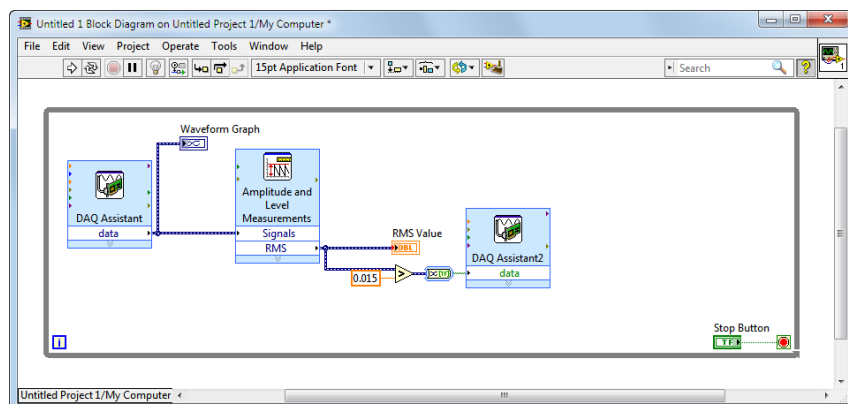 Untitled 1 Block Diagram on Untitled Project 1/My Computer *
File Edit View Project Operate Tools Window Help
15pt Application Font
Search
?
1
Waveform Graph
DAQ Assistant
data
Amplitude and
Level
Measurements
Signals
RMS
RMS Value
DBL
0.015
>
[TF]
DAQ Assistant2
data
Stop Button
TF
i
Untitled Project 1/My Computer